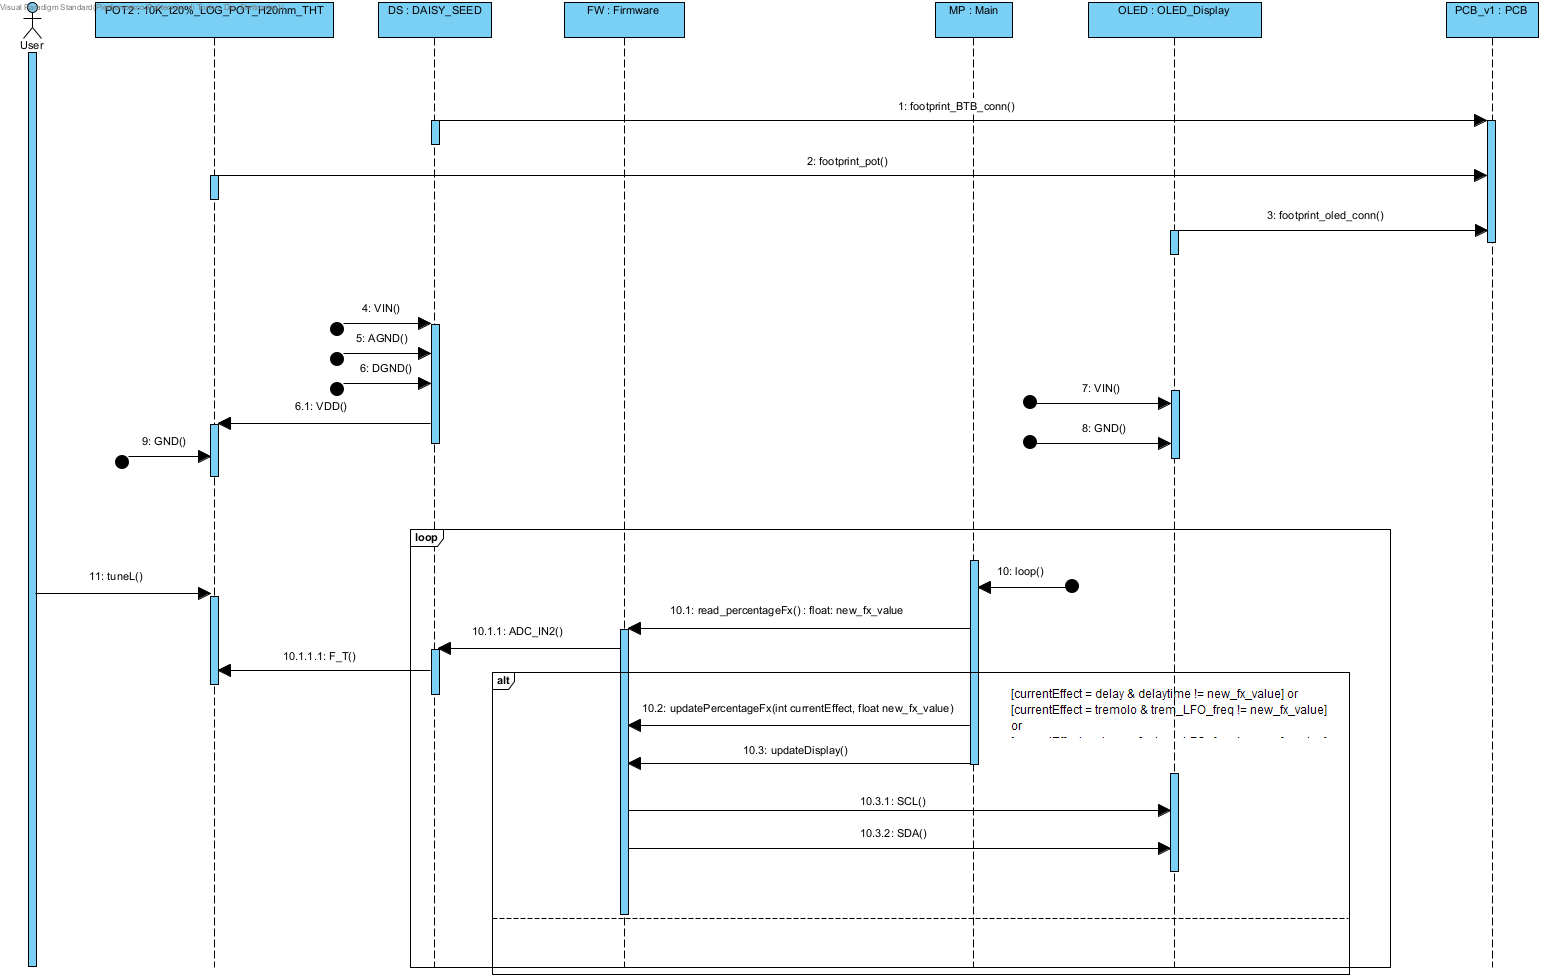 Visual Paradigm Standard
User
POT2 : 10K_t20%_LOG_POT_H20mm_THT
DS : DAISY_SEED
FW : Firmware
MP : Main
OLED : OLED_Display
PCB_v1 : PCB
1: footprint_BTB_conn()
2: footprint_pot()
3: footprint_oled_conn()
4: VIN()
5: AGND()
6: DGND()
7: VIN()
6.1: VDD()
8: GND()
9: GND()
loop
10: loop()
11: tuneL()
10.1: read_percentageFx() : float: new_fx_value
10.1.1: ADC_IN2()
10.1.1.1: F_T()
alt
[currentEffect = delay & delaytime != new_fx_value] or
[currentEffect = tremolo & trem_LFO_freq != new_fx_value]
or
10.2: updatePercentageFx(int currentEffect, float new_fx_value)
10.3: updateDisplay()
10.3.1: SCL()
10.3.2: SDA()